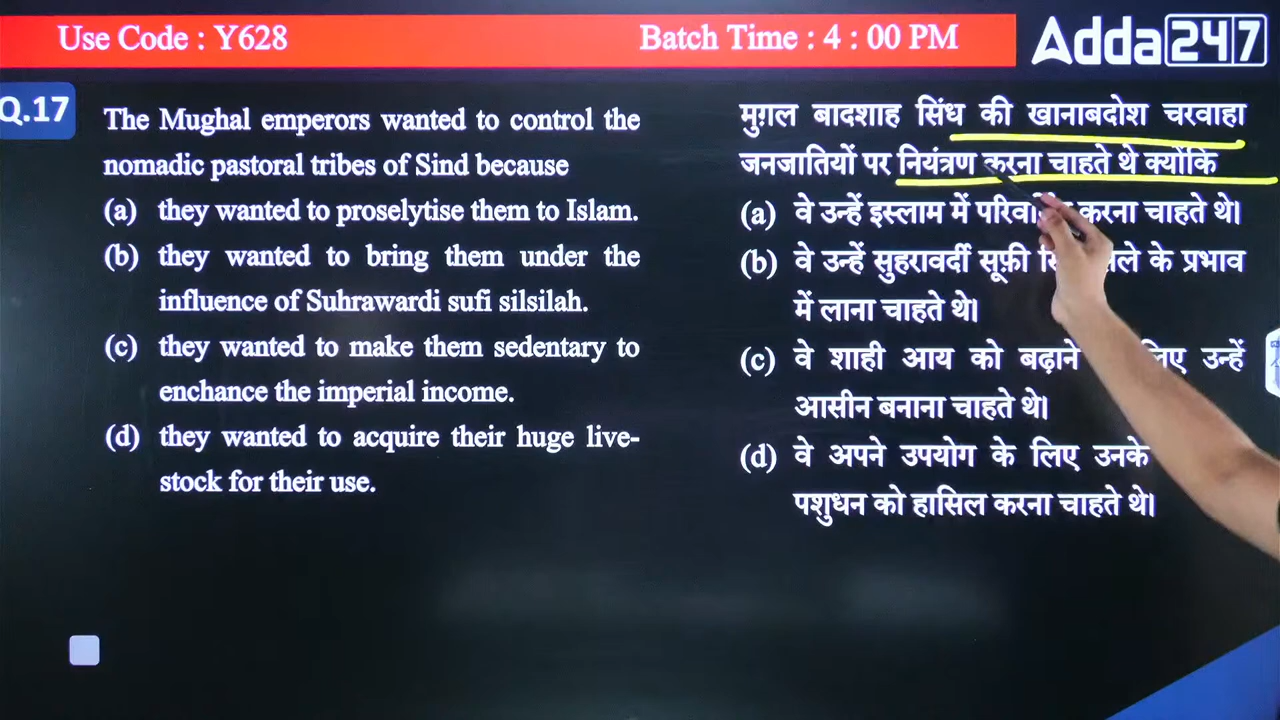 Use Code : Y628
Batch Time : 4 : 00 PM
Adda247
Q.17
The Mughal emperors wanted to control the
nomadic pastoral tribes of Sind because
(a) they wanted to proselytise them to Islam.
(b) they wanted to bring them under the
influence of Suhrawardi sufi silsilah.
(c) they wanted to make them sedentary to
enchance the imperial income.
(d) they wanted to acquire their huge live-
stock for their use.
मुग़ल बादशाह सिंध की खानाबदोश चरवाहा
जनजातियों पर नियंत्रण करना चाहते थे क्योंकि
(a) वे उन्हें इस्लाम में करना चाहते थे।
(b) वे उन्हें सुहरावर्दी सूफ़ी के प्रभाव
में लाना चाहते थे।
(c) वे शाही आय को बढ़ाने उन्हें
आसीन बनाना चाहते थे।
(d) वे अपने उपयोग के लिए उनके
पशुधन को हासिल करना चाहते थे।